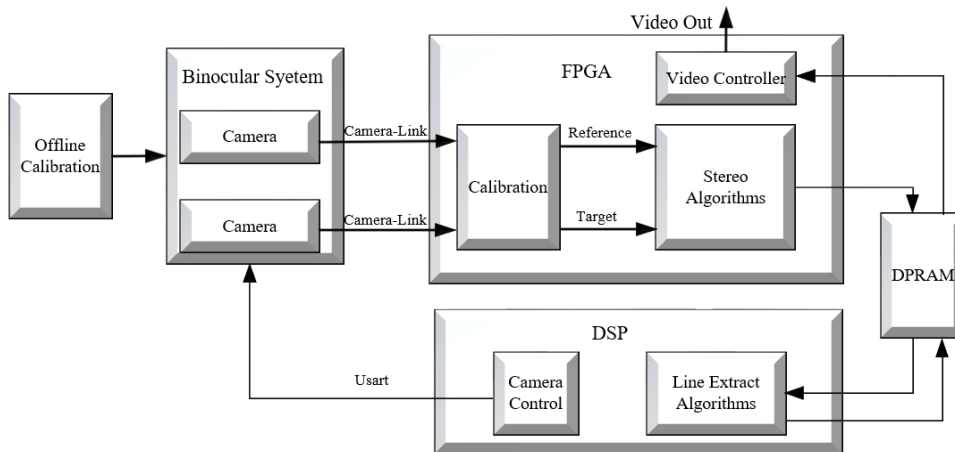 Video Out
Binocular Syetem
FPGA
Video Controller
Offline
Calibration
Camera
Camera-Link
Reference
Calibration
Stereo
Algorithms
Camera
Camera-Link
Target
DPRAM
DSP
Usart
Camera
Control
Line Extract
Algorithms